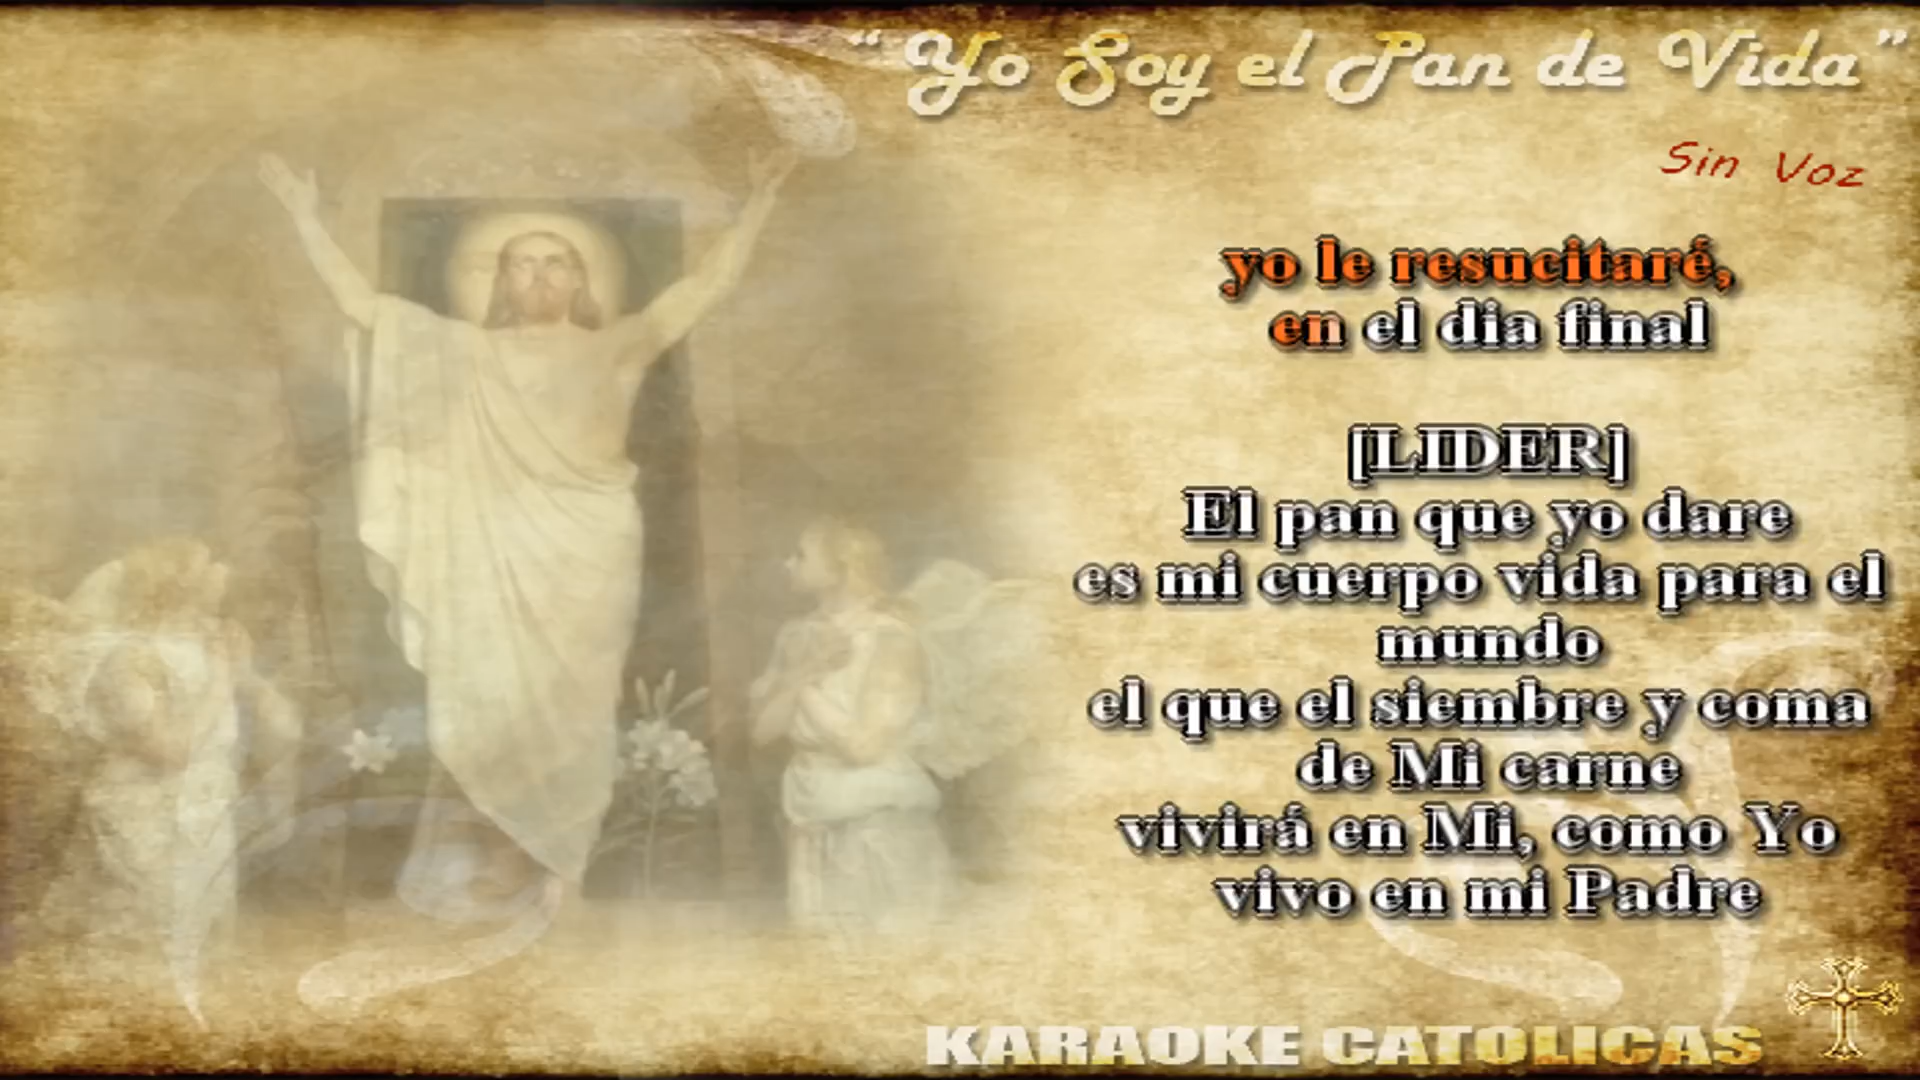 “ Yo Soy el Pan de Vida ”
Sin Voz
yo le resucitaré,
en el dia final
[LIDER]
El pan que yo dare
es mi cuerpo vida para el
mundo
el que el siembre y coma
de Mi carne
vivirá en Mi, como Yo
vivo en mi Padre
KARAOKE CATOLICAS